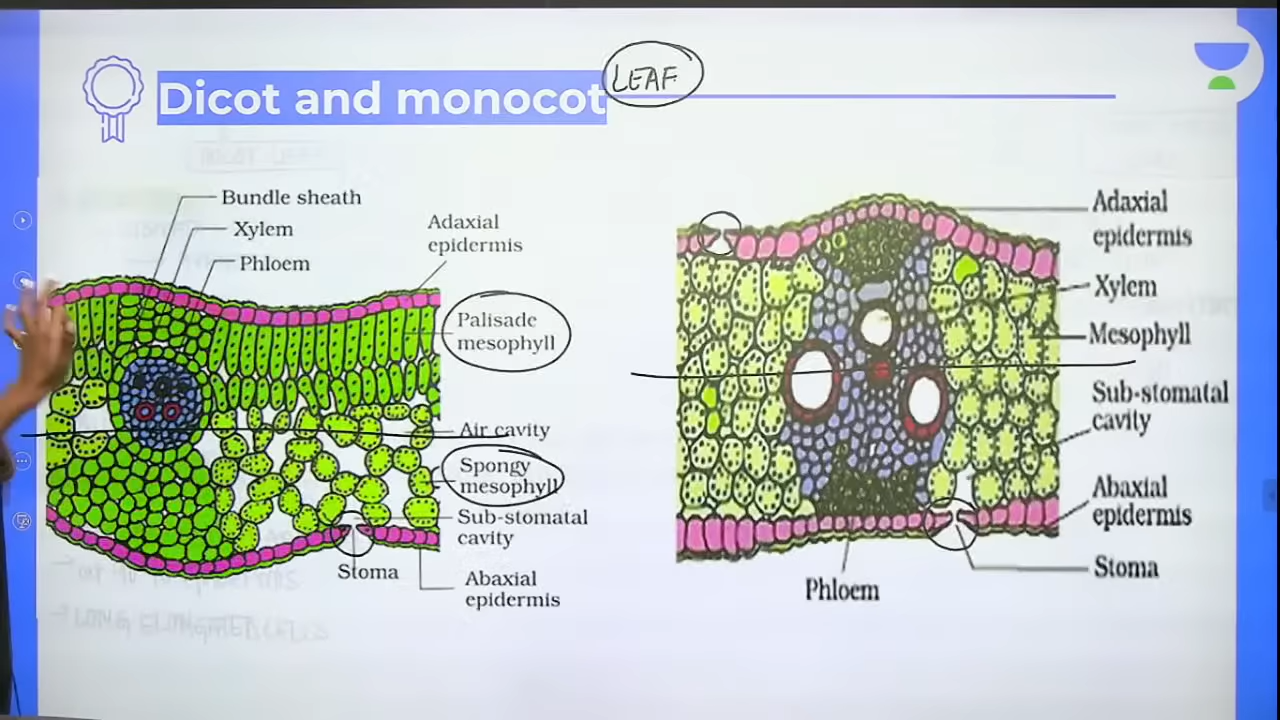 Dicot and monocot
LEAF
Bundle sheath
Xylem
Phloem
Adaxial
epidermis
Palisade
mesophyll
Air cavity
Spongy
mesophyll
Sub-stomatal
cavity
Stoma
Abaxial
epidermis
Adaxial
epidermis
Xylem
Mesophyll
Sub-stomatal
cavity
Abaxial
epidermis
Stoma
Phloem